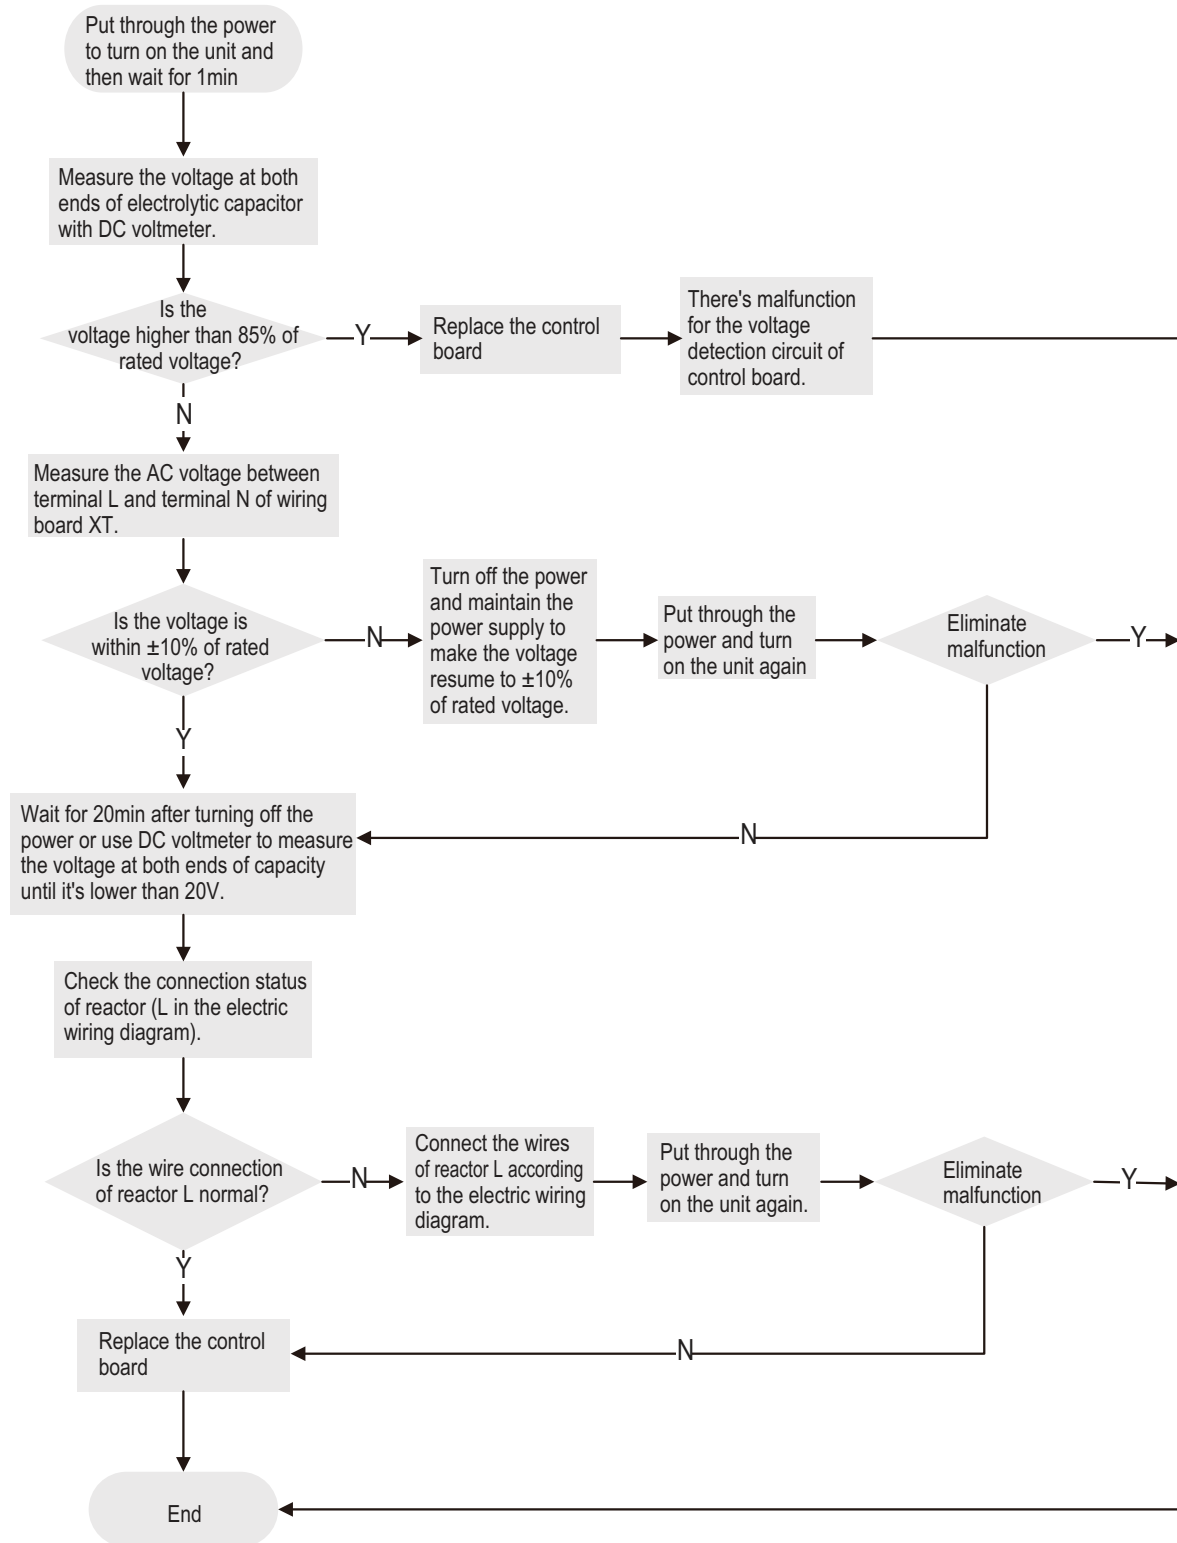 Put through the power
to turn on the unit and
then wait for 1min
Measure the voltage at both
ends of electrolytic capacitor
with DC voltmeter.
Is the
voltage higher than 85% of
rated voltage?
Y
Replace the control
board
There's malfunction
for the voltage
detection circuit of
control board.
N
Measure the AC voltage between
terminal L and terminal N of wiring
board XT.
Is the voltage is
within ±10% of rated
voltage?
N
Turn off the power
and maintain the
power supply to
make the voltage
resume to ±10%
of rated voltage.
Put through the
power and turn
on the unit again
Eliminate
malfunction
Y
Y
N
Wait for 20min after turning off the
power or use DC voltmeter to measure
the voltage at both ends of capacity
until it's lower than 20V.
Check the connection status
of reactor (L in the electric
wiring diagram).
Is the wire connection
of reactor L normal?
N
Connect the wires
of reactor L according
to the electric wiring
diagram.
Put through the
power and turn
on the unit again.
Eliminate
malfunction
Y
Y
N
Replace the control
board
End